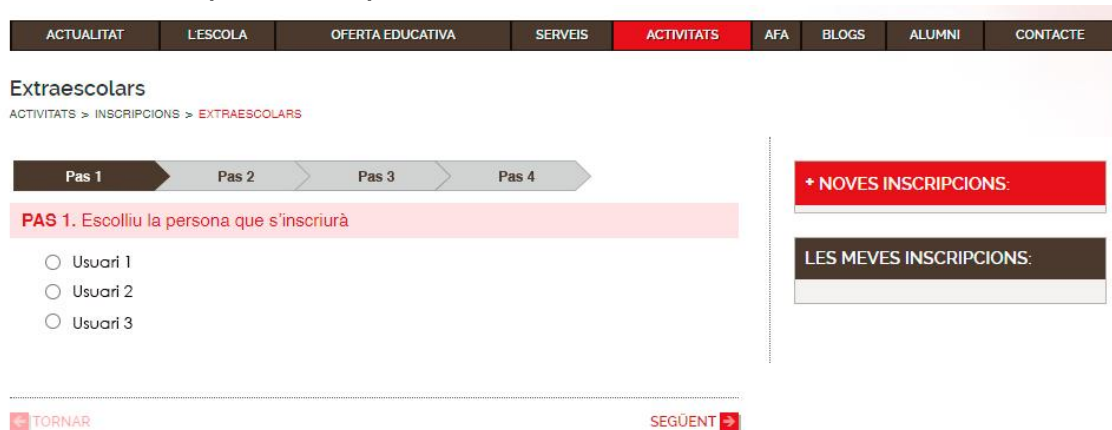 ACTUALITAT L'ESCOLA OFERTA EDUCATIVA SERVEIS ACTIVITATS AFA BLOGS ALUMNI CONTACTE
Extraescolars
ACTIVITATS > INSCRIPCIONS > EXTRAESCOLARS
Pas 1 Pas 2 Pas 3 Pas 4
PAS 1. Escolliu la persona que s'inscriurà
Usuari 1
Usuari 2
Usuari 3
+ NOVES INSCRIPCIONS:
LES MEVES INSCRIPCIONS:
TORNAR SEGÜENT